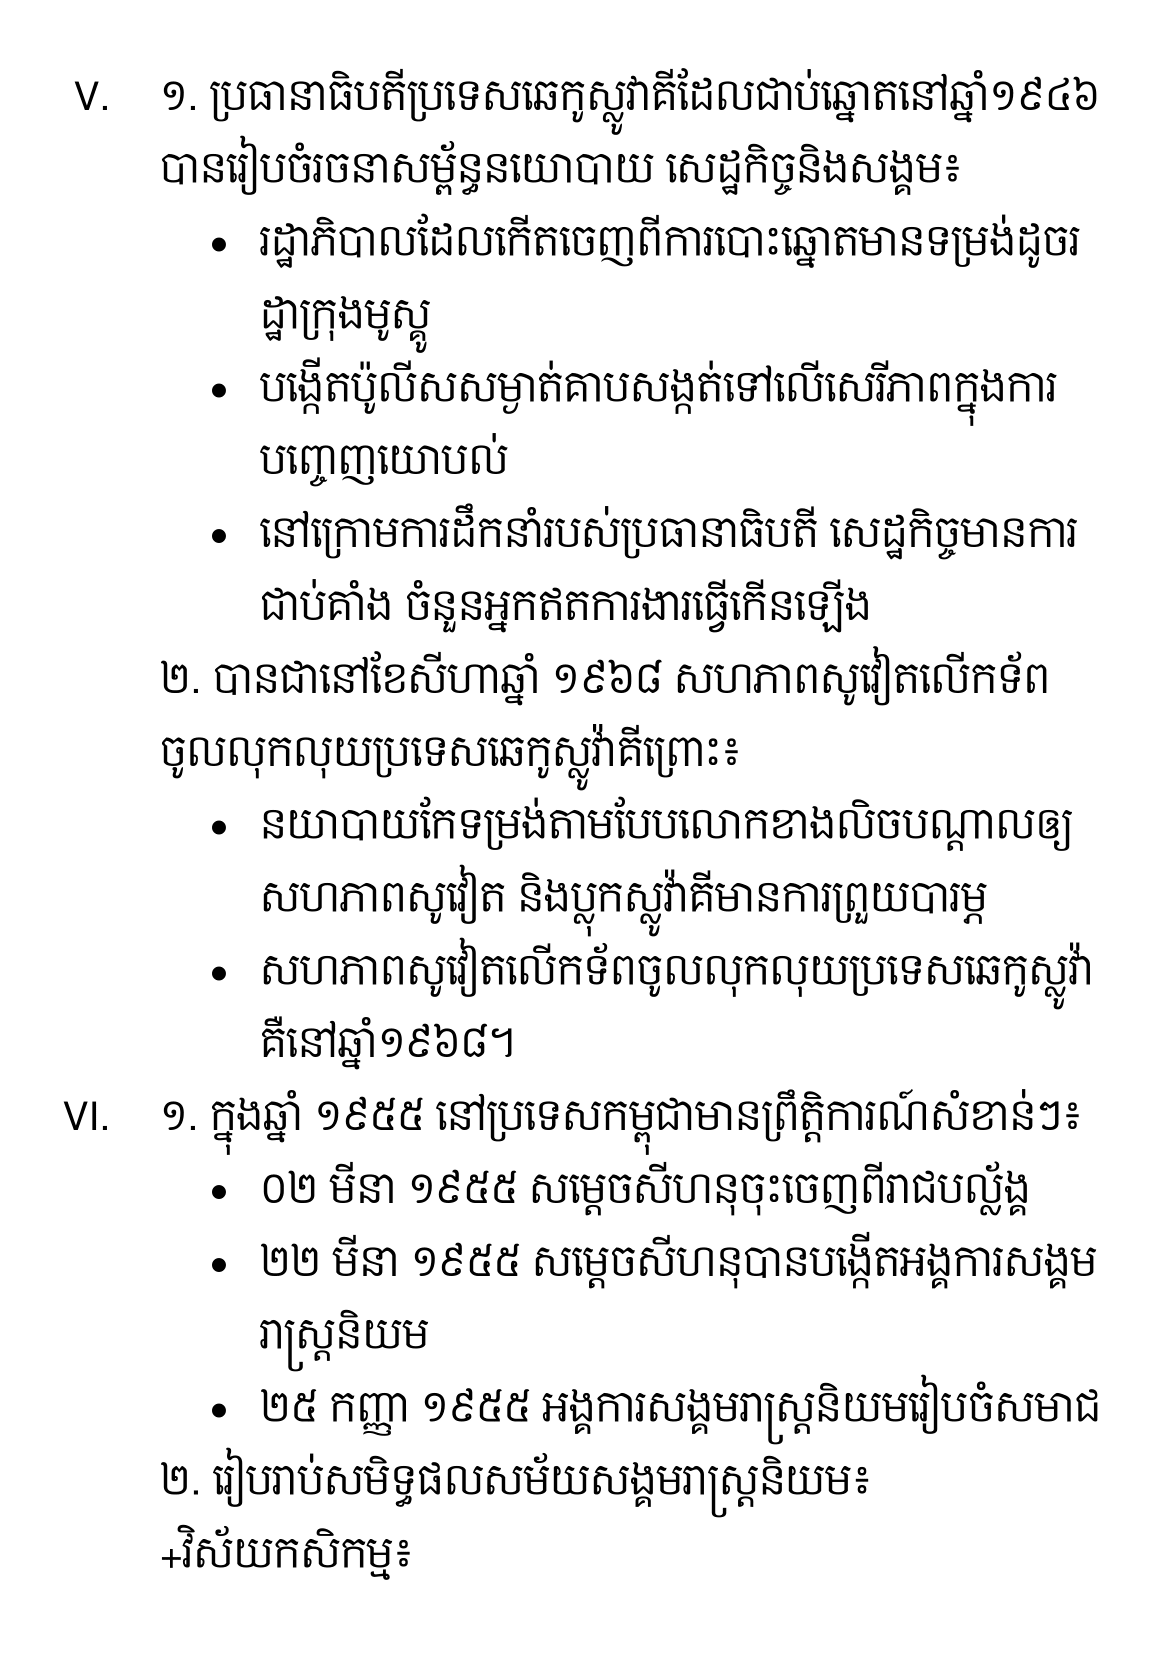 V. ១. ប្រធានាធិបតីប្រទេសឆេកូស្លូវាគីដែលជាប់ឆ្នោតនៅឆ្នាំ១៩៤៦
បានរៀបចំរចនាសម្ព័ន្ធនយោបាយ សេដ្ឋកិច្ចនិងសង្គម៖
● រដ្ឋាភិបាលដែលកើតចេញពីការបោះឆ្នោតមានទម្រង់ដូចរ
ដ្ឋាក្រុងមូស្គូ
● បង្កើតប៉ូលីសសម្ងាត់គាបសង្កត់ទៅលើសេរីភាពក្នុងការ
បញ្ចេញយោបល់
● នៅក្រោមការដឹកនាំរបស់ប្រធានាធិបតី សេដ្ឋកិច្ចមានការ
ជាប់គាំង ចំនួនអ្នកឥតការងារធ្វើកើនឡើង
២. បានជានៅខែសីហាឆ្នាំ ១៩៦៨ សហភាពសូវៀតលើកទ័ព
ចូលលុកលុយប្រទេសឆេកូស្លូវ៉ាគីព្រោះ៖
● នយាបាយកែទម្រង់តាមបែបលោកខាងលិចបណ្តាលឲ្យ
សហភាពសូវៀត និងប្លុកស្លូវ៉ាគីមានការព្រួយបារម្ភ
● សហភាពសូវៀតលើកទ័ពចូលលុកលុយប្រទេសឆេកូស្លូវ៉ា
គឺនៅឆ្នាំ១៩៦៨។
VI. ១. ក្នុងឆ្នាំ ១៩៥៥ នៅប្រទេសកម្ពុជាមានព្រឹត្តិការណ៍សំខាន់ៗ៖
● ០២ មីនា ១៩៥៥ សម្តេចសីហនុចុះចេញពីរាជបល្ល័ង្គ
● ២២ មីនា ១៩៥៥ សម្តេចសីហនុបានបង្កើតអង្គការសង្គម
រាស្ត្រនិយម
● ២៥ កញ្ញា ១៩៥៥ អង្គការសង្គមរាស្ត្រនិយមរៀបចំសមាជ
២. រៀបរាប់សមិទ្ធផលសម័យសង្គមរាស្ត្រនិយម៖
+វិស័យកសិកម្ម៖